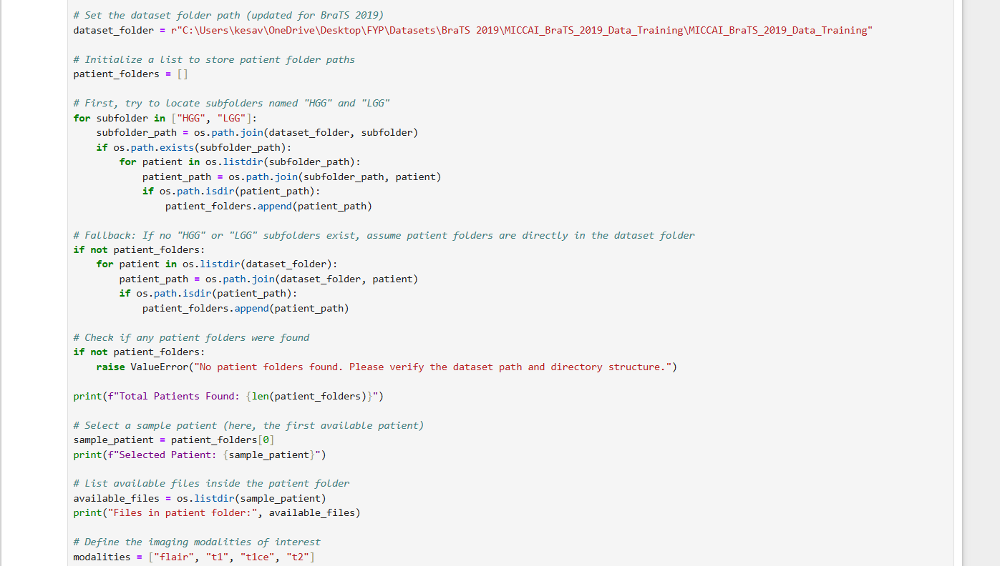 # Set the dataset folder path (updated for BraTS 2019)
dataset_folder = r"C:\Users\kesav\OneDrive\Desktop\FYP\Datasets\BraTS 2019\MICCAI_BraTS_2019_Data_Training\MICCAI_BraTS_2019_Data_Training"

# Initialize a list to store patient folder paths
patient_folders = []

# First, try to locate subfolders named "HGG" and "LGG"
for subfolder in ["HGG", "LGG"]:
    subfolder_path = os.path.join(dataset_folder, subfolder)
    if os.path.exists(subfolder_path):
        for patient in os.listdir(subfolder_path):
            patient_path = os.path.join(subfolder_path, patient)
            if os.path.isdir(patient_path):
                patient_folders.append(patient_path)

# Fallback: If no "HGG" or "LGG" subfolders exist, assume patient folders are directly in the dataset folder
if not patient_folders:
    for patient in os.listdir(dataset_folder):
        patient_path = os.path.join(dataset_folder, patient)
        if os.path.isdir(patient_path):
            patient_folders.append(patient_path)

# Check if any patient folders were found
if not patient_folders:
    raise ValueError("No patient folders found. Please verify the dataset path and directory structure.")

print(f"Total Patients Found: {len(patient_folders)}")

# Select a sample patient (here, the first available patient)
sample_patient = patient_folders[0]
print(f"Selected Patient: {sample_patient}")

# List available files inside the patient folder
available_files = os.listdir(sample_patient)
print("Files in patient folder:", available_files)

# Define the imaging modalities of interest
modalities = ["flair", "t1", "t1ce", "t2"]